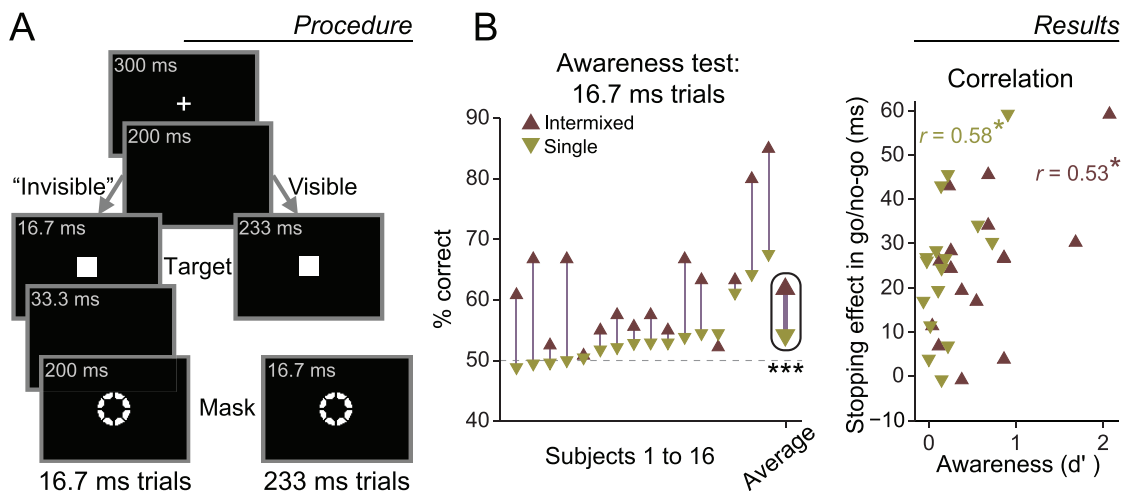 A
Procedure
300 ms
200 ms
“Invisible”
Visible
16.7 ms
Target
233 ms
33.3 ms
200 ms
Mask
16.7 ms
16.7 ms trials
233 ms trials
B
Results
Awareness test:
16.7 ms trials
Intermixed
Single
% correct
90
80
70
60
50
40
***
Subjects 1 to 16
Average
Correlation
Stopping effect in go/no-go (ms)
60
50
40
30
20
10
0
−10
r = 0.58*
r = 0.53*
0
1
2
Awareness (d' )